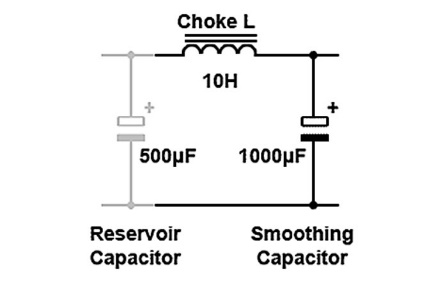 Choke L
10H
+
+
500µF
1000µF
Reservoir
Capacitor
Smoothing
Capacitor